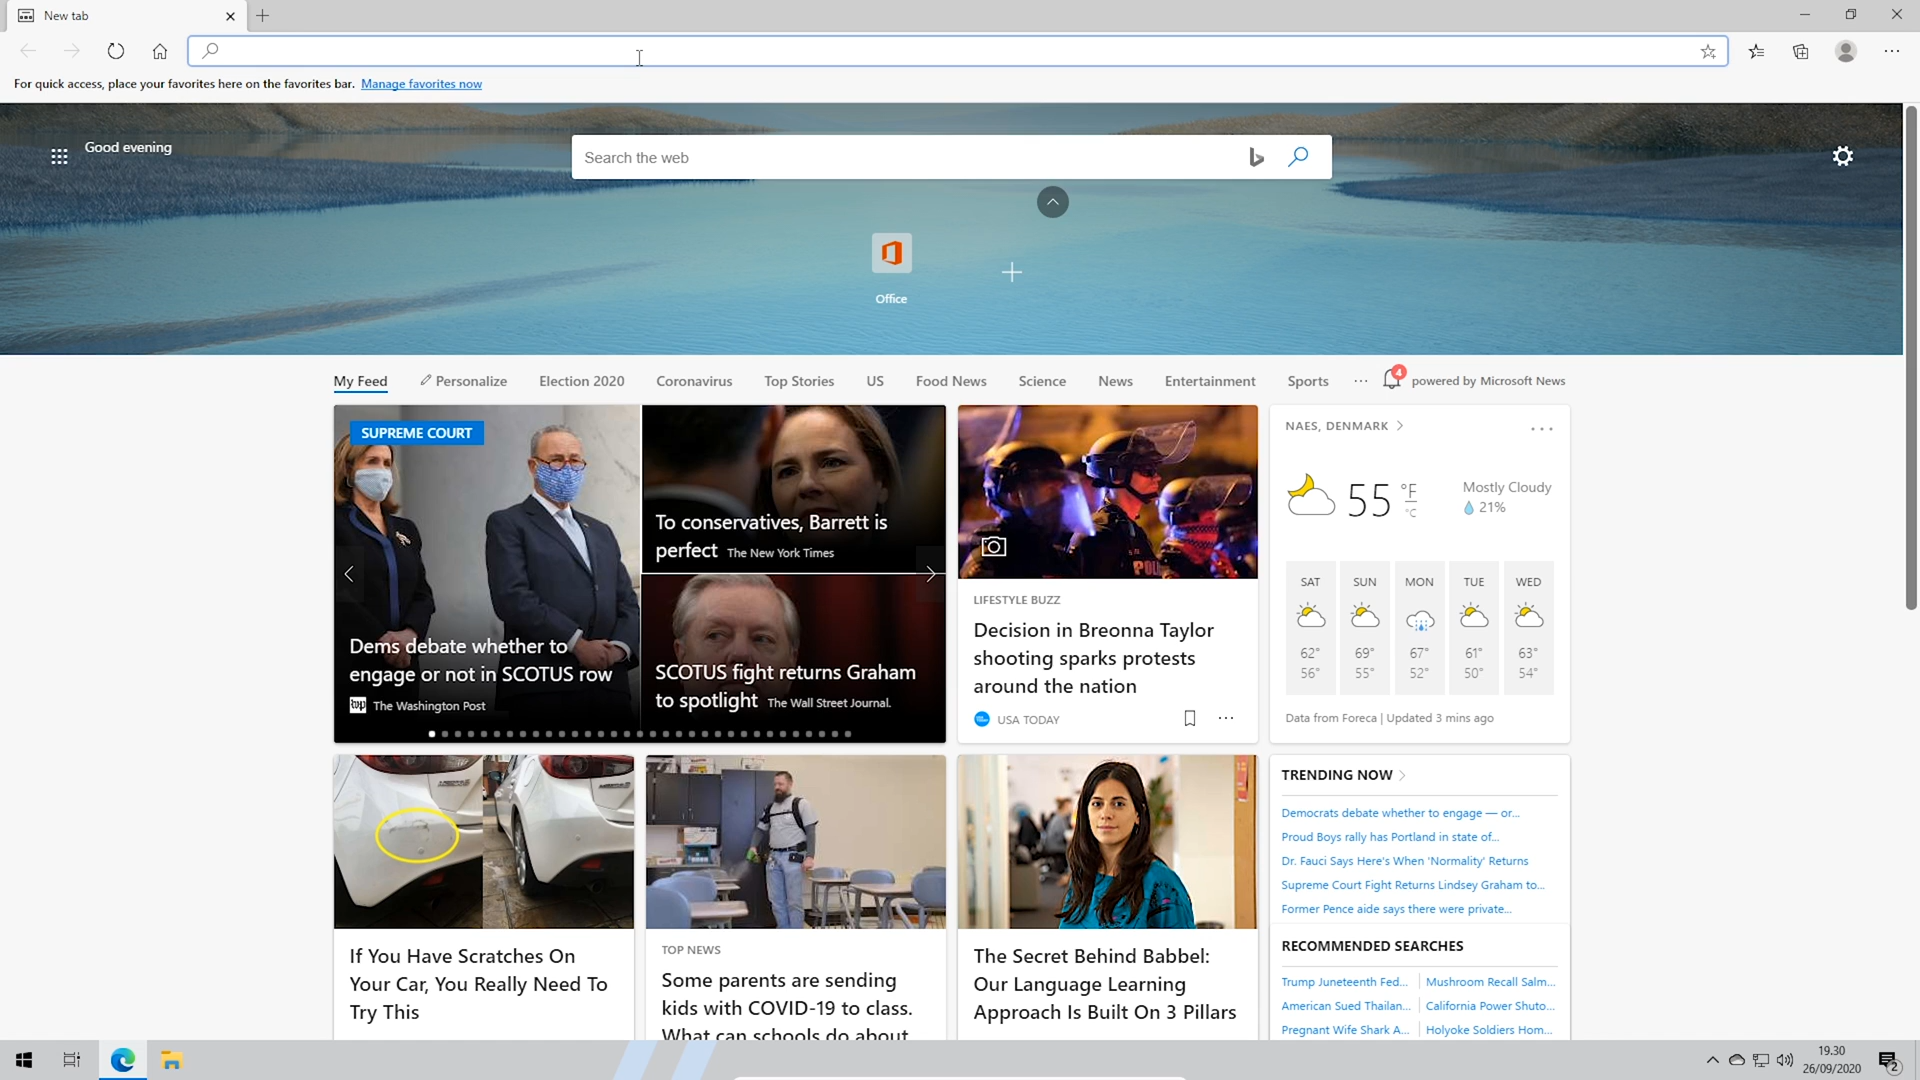 New tab
For quick access, place your favorites here on the favorites bar. Manage favorites now
Good evening
Search the web
Office
My Feed
Personalize
Election 2020
Coronavirus
Top Stories
US
Food News
Science
News
Entertainment
Sports
4
powered by Microsoft News
SUPREME COURT
Dems debate whether to
engage or not in SCOTUS row
wp The Washington Post
To conservatives, Barrett is
perfect The New York Times
SCOTUS fight returns Graham
to spotlight The Wall Street Journal.
LIFESTYLE BUZZ
Decision in Breonna Taylor
shooting sparks protests
around the nation
USA TODAY
NAES, DENMARK
55 °F
°C
Mostly Cloudy
21%
SAT SUN MON TUE WED
62° 69° 67° 61° 63°
56° 55° 52° 50° 54°
Data from Foreca | Updated 3 mins ago
If You Have Scratches On
Your Car, You Really Need To
Try This
TOP NEWS
Some parents are sending
kids with COVID-19 to class.
What can schools do about
The Secret Behind Babbel:
Our Language Learning
Approach Is Built On 3 Pillars
TRENDING NOW
Democrats debate whether to engage — or...
Proud Boys rally has Portland in state of...
Dr. Fauci Says Here's When 'Normality' Returns
Supreme Court Fight Returns Lindsey Graham to...
Former Pence aide says there were private...
RECOMMENDED SEARCHES
Trump Juneteenth Fed... Mushroom Recall Salm...
American Sued Thailan... California Power Shuto...
Pregnant Wife Shark A... Holyoke Soldiers Hom...
19.30
26/09/2020
2